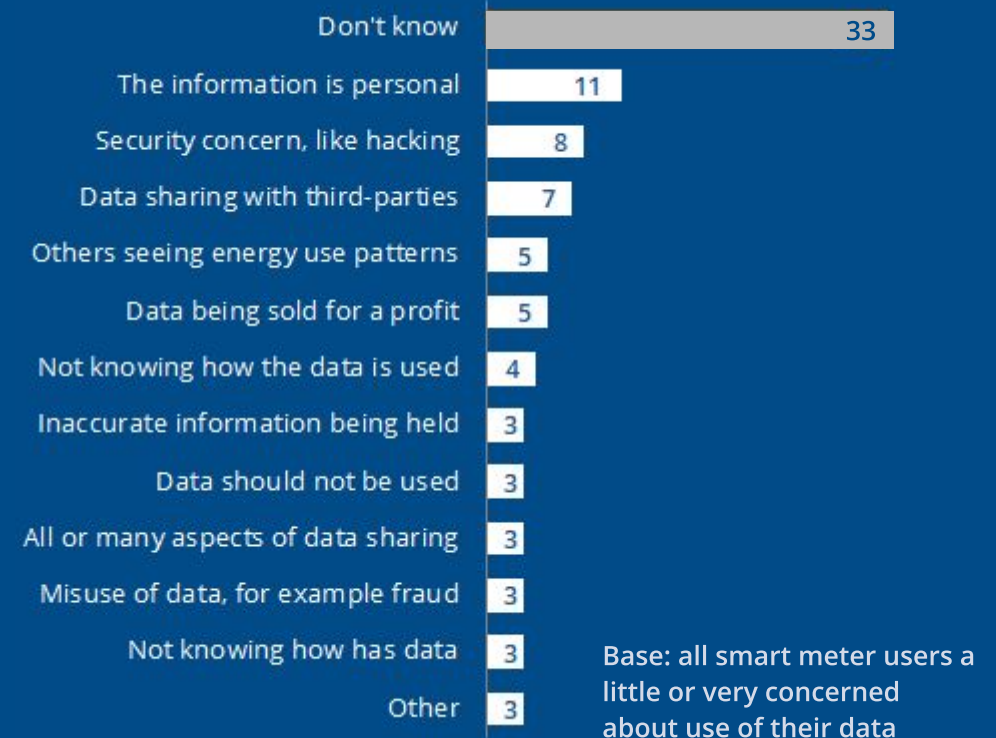 Don't know 33
The information is personal 11
Security concern, like hacking 8
Data sharing with third-parties 7
Others seeing energy use patterns 5
Data being sold for a profit 5
Not knowing how the data is used 4
Inaccurate information being held 3
Data should not be used 3
All or many aspects of data sharing 3
Misuse of data, for example fraud 3
Not knowing how has data 3
Other 3
Base: all smart meter users a
little or very concerned
about use of their data